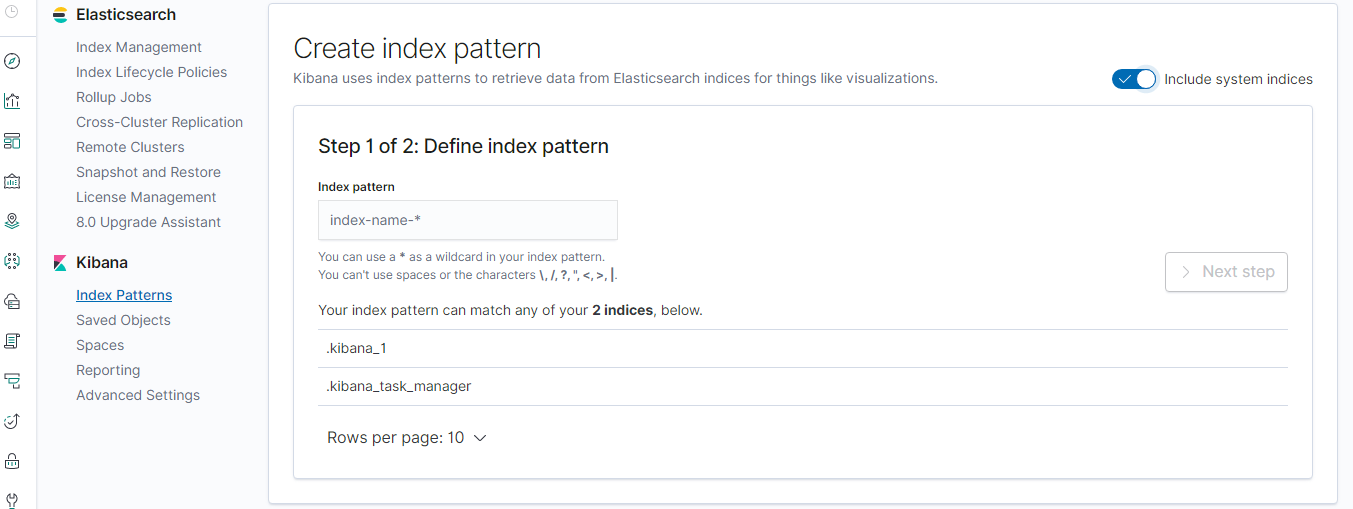 Elasticsearch
Index Management
Index Lifecycle Policies
Rollup Jobs
Cross-Cluster Replication
Remote Clusters
Snapshot and Restore
License Management
8.0 Upgrade Assistant
Kibana
Index Patterns
Saved Objects
Spaces
Reporting
Advanced Settings
Create index pattern
Kibana uses index patterns to retrieve data from Elasticsearch indices for things like visualizations.
Include system indices
Step 1 of 2: Define index pattern
Index pattern
index-name-*
You can use a * as a wildcard in your index pattern.
You can't use spaces or the characters \, /, ?, ", <, >, |.
Next step
Your index pattern can match any of your 2 indices, below.
.kibana_1
.kibana_task_manager
Rows per page: 10